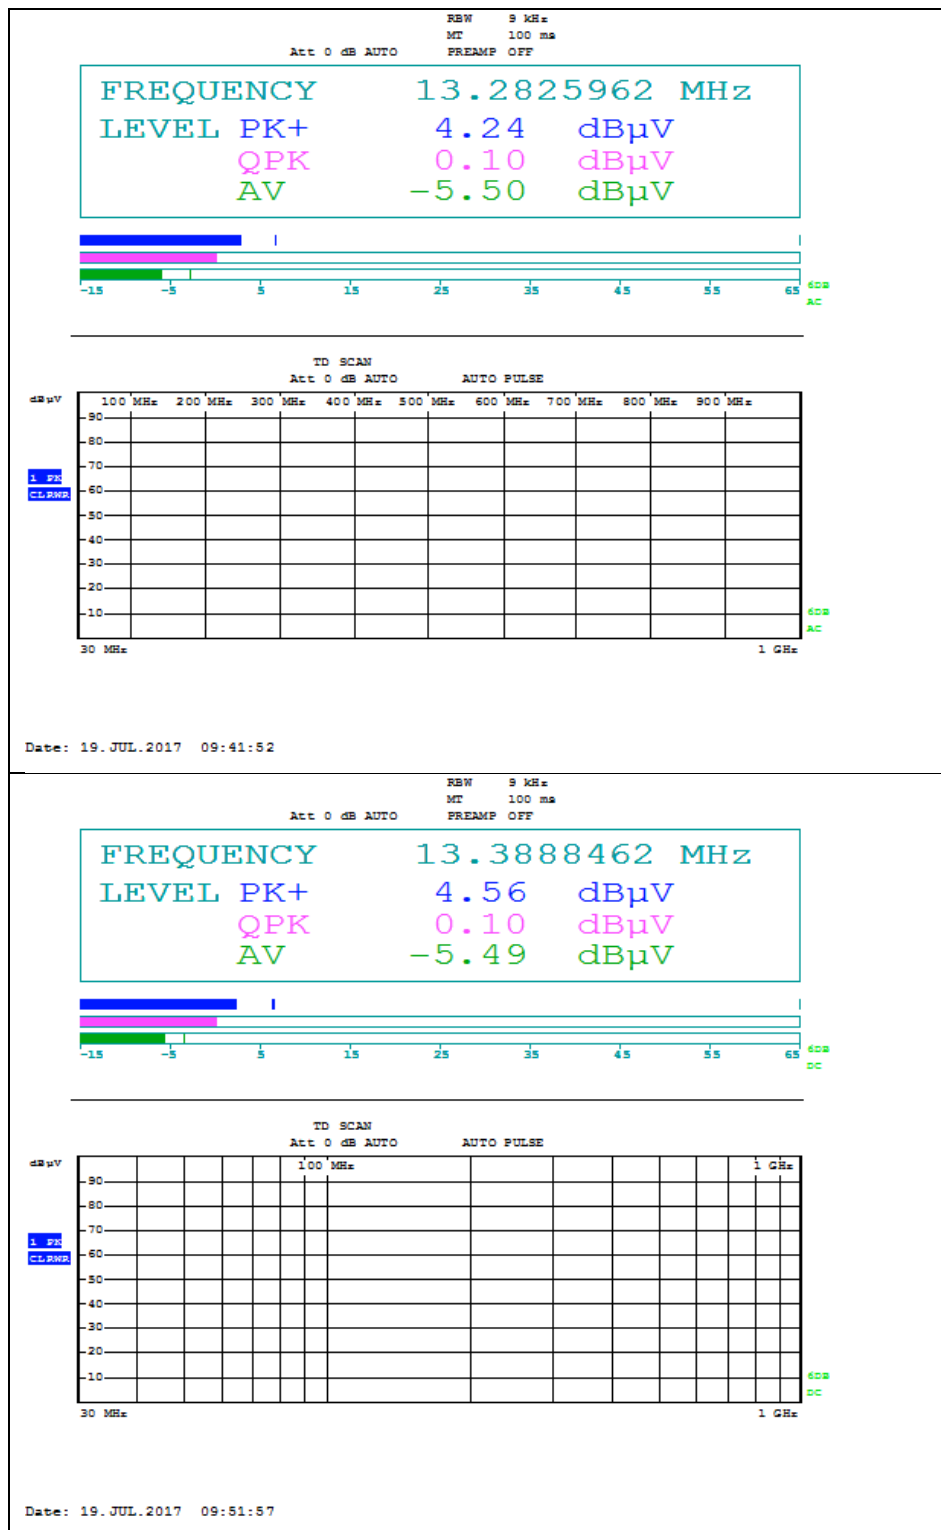 RBW 9 kHz
MT 100 ms
Att 0 dB AUTO PREAMP OFF
FREQUENCY 13.2825962 MHz
LEVEL PK+ 4.24 dBµV
QPK 0.10 dBµV
AV -5.50 dBµV
-15 -5 5 15 25 35 45 55 65
6DB
AC
TD SCAN
Att 0 dB AUTO AUTO PULSE
dBµV
100 MHz 200 MHz 300 MHz 400 MHz 500 MHz 600 MHz 700 MHz 800 MHz 900 MHz
90
80
70
1 PK
CLRWR
60
50
40
30
20
10
6DB
AC
30 MHz 1 GHz
Date: 19.JUL.2017 09:41:52
RBW 9 kHz
MT 100 ms
Att 0 dB AUTO PREAMP OFF
FREQUENCY 13.3888462 MHz
LEVEL PK+ 4.56 dBµV
QPK 0.10 dBµV
AV -5.49 dBµV
-15 -5 5 15 25 35 45 55 65
6DB
DC
TD SCAN
Att 0 dB AUTO AUTO PULSE
dBµV
100 MHz 1 GHz
90
80
70
1 PK
CLRWR
60
50
40
30
20
10
6DB
DC
30 MHz 1 GHz
Date: 19.JUL.2017 09:51:57